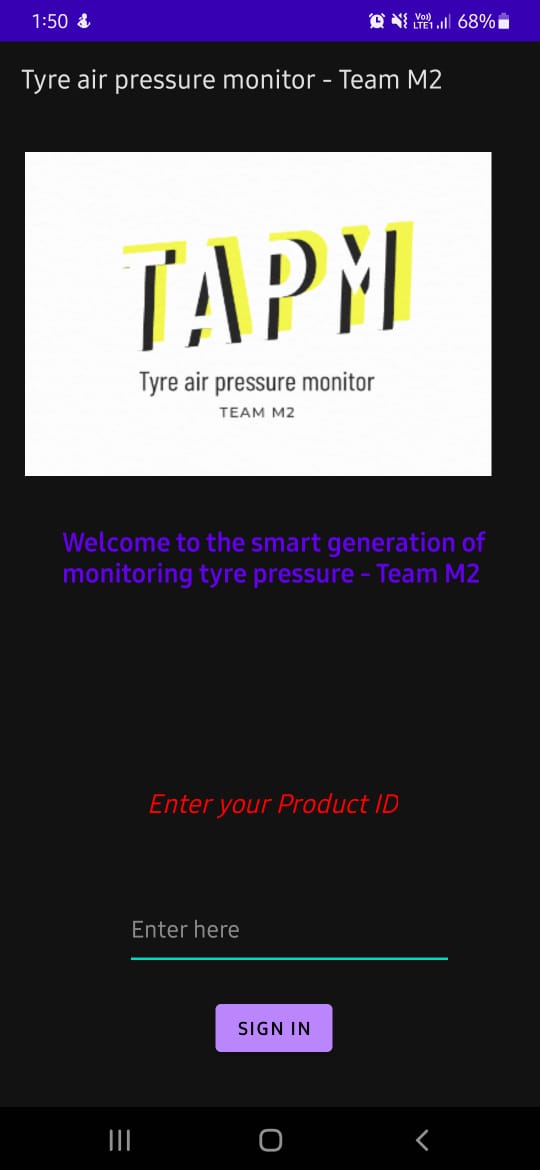 1:50
Vo))
LTE1
68%
Tyre air pressure monitor - Team M2
TAPM
Tyre air pressure monitor
TEAM M2
Welcome to the smart generation of
monitoring tyre pressure - Team M2
Enter your Product ID
Enter here
SIGN IN